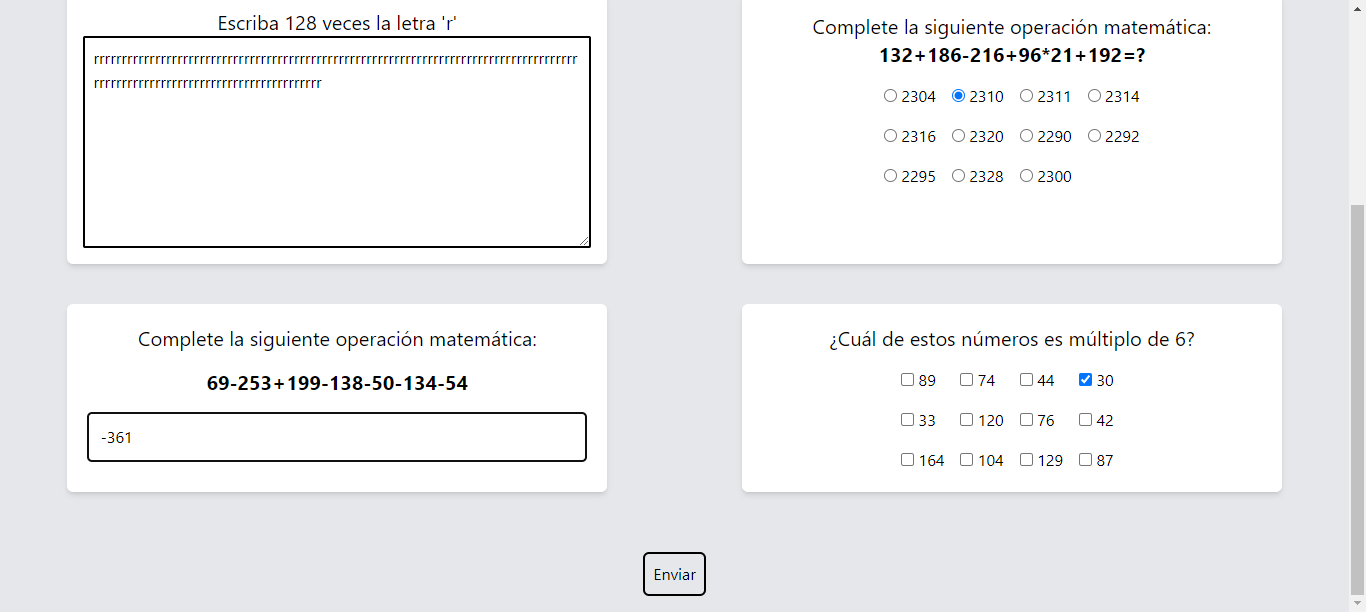 Escriba 128 veces la letra 'r'
rrrrrrrrrrrrrrrrrrrrrrrrrrrrrrrrrrrrrrrrrrrrrrrrrrrrrrrrrrrrrrrrrrrrrrrrrrrrrrrrrrrrrrr
rrrrrrrrrrrrrrrrrrrrrrrrrrrrrrrrrrrrrrrrr
Complete la siguiente operación matemática:
132+186-216+96*21+192=?
2304 2310 2311 2314
2316 2320 2290 2292
2295 2328 2300
Complete la siguiente operación matemática:
69-253+199-138-50-134-54
-361
¿Cuál de estos números es múltiplo de 6?
89 74 44 30
33 120 76 42
164 104 129 87
Enviar